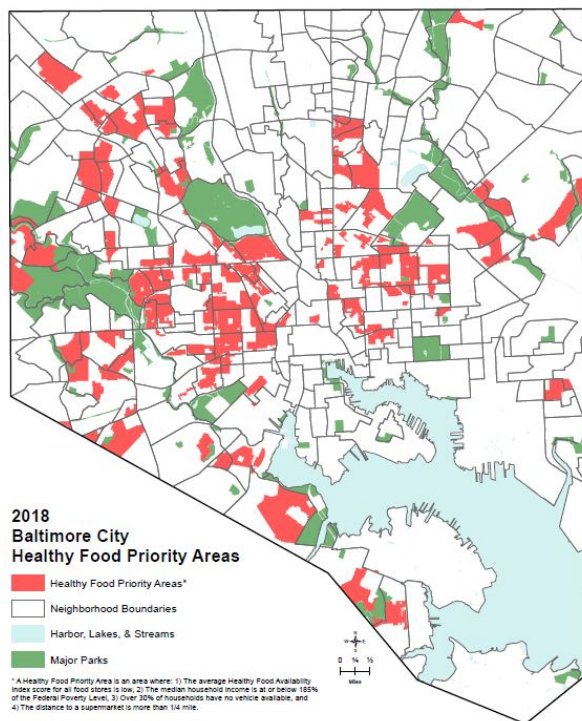 2018
Baltimore City
Healthy Food Priority Areas
Healthy Food Priority Areas*
Neighborhood Boundaries
Harbor, Lakes, & Streams
Major Parks
* A Healthy Food Priority Area is an area where: 1) The average Healthy Food Availability
Index score for all food stores is low, 2) The median household income is at or below 185%
of the Federal Poverty Level, 3) Over 30% of households have no vehicle available, and
4) The distance to a supermarket is more than 1/4 mile.
N
W E
S
0 ¾ 1½
Miles